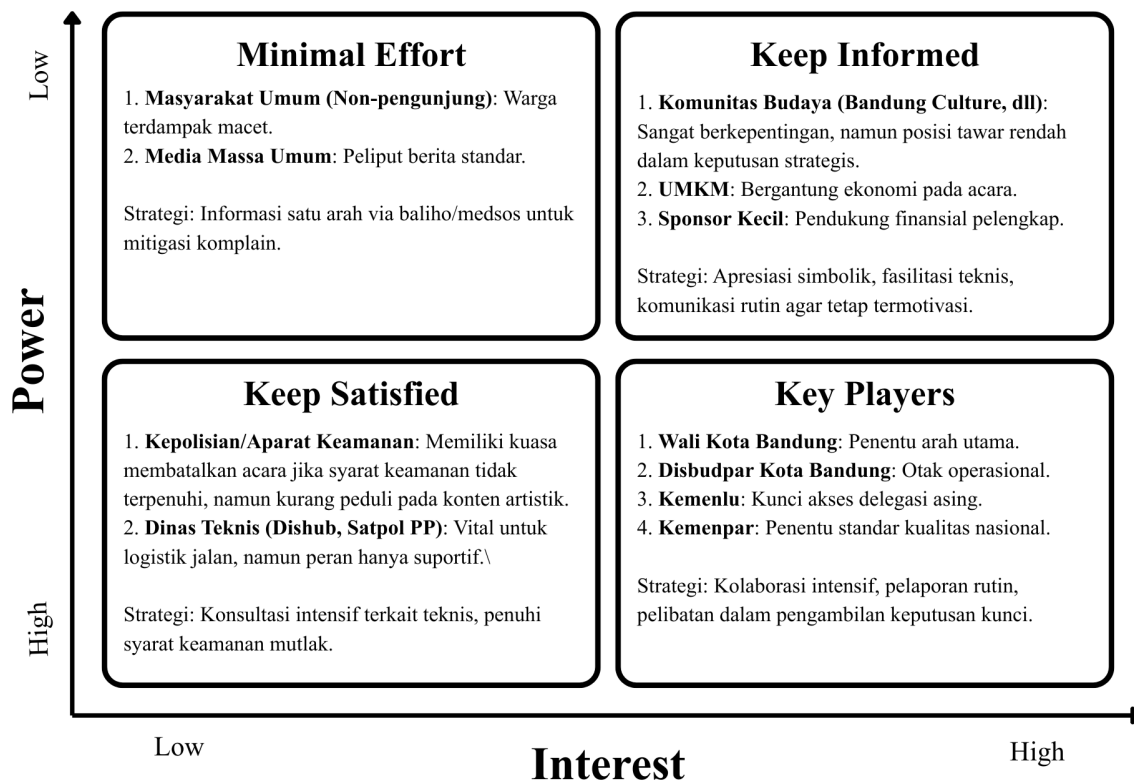 Low
Power
High
Minimal Effort
1. Masyarakat Umum (Non-pengunjung): Warga
terdampak macet.
2. Media Massa Umum: Peliput berita standar.
Strategi: Informasi satu arah via baliho/medsos untuk
mitigasi komplain.
Keep Informed
1. Komunitas Budaya (Bandung Culture, dll):
Sangat berkepentingan, namun posisi tawar rendah
dalam keputusan strategis.
2. UMKM: Bergantung ekonomi pada acara.
3. Sponsor Kecil: Pendukung finansial pelengkap.
Strategi: Apresiasi simbolik, fasilitasi teknis,
komunikasi rutin agar tetap termotivasi.
Keep Satisfied
1. Kepolisian/Aparat Keamanan: Memiliki kuasa
membatalkan acara jika syarat keamanan tidak
terpenuhi, namun kurang peduli pada konten artistik.
2. Dinas Teknis (Dishub, Satpol PP): Vital untuk
logistik jalan, namun peran hanya suportif.\
Strategi: Konsultasi intensif terkait teknis, penuhi
syarat keamanan mutlak.
Key Players
1. Wali Kota Bandung: Penentu arah utama.
2. Disbudpar Kota Bandung: Otak operasional.
3. Kemenlu: Kunci akses delegasi asing.
4. Kemenpar: Penentu standar kualitas nasional.
Strategi: Kolaborasi intensif, pelaporan rutin,
pelibatan dalam pengambilan keputusan kunci.
Low
Interest
High